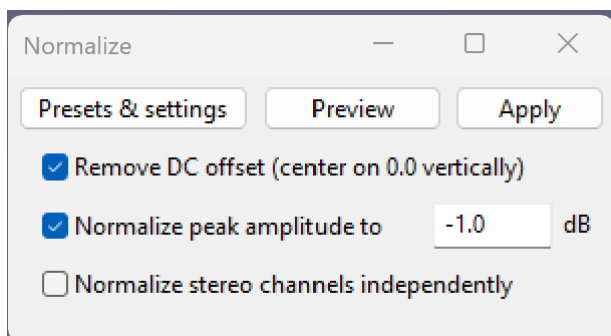 Normalize
Presets & settings Preview Apply
Remove DC offset (center on 0.0 vertically)
Normalize peak amplitude to -1.0 dB
Normalize stereo channels independently